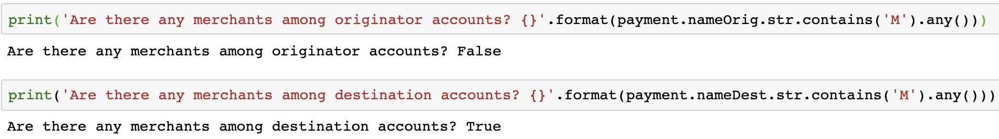 print('Are there any merchants among originator accounts? {}'.format(payment.nameOrig.str.contains('M').any()))
Are there any merchants among originator accounts? False
print('Are there any merchants among destination accounts? {}'.format(payment.nameDest.str.contains('M').any()))
Are there any merchants among destination accounts? True